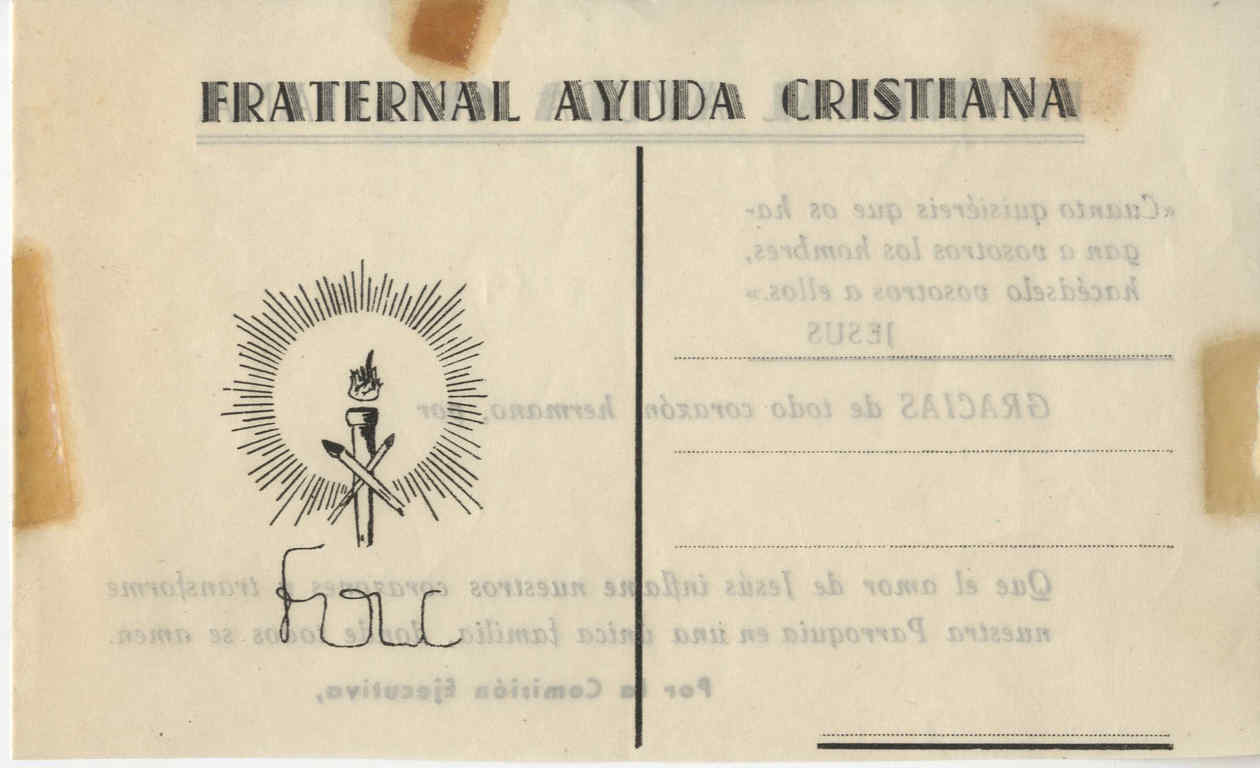 FRATERNAL AYUDA CRISTIANA
«Cuanto quisiéreis que os ha-
gan a vosotros los hombres,
hacédselo vosotros a ellos.»
JESUS
GRACIAS de todo corazón, hermano, por
fac
Que el amor de Jesús inflame nuestros corazones y transforme
nuestra Parroquia en una única familia, donde todos se amen.
Por la Comisión Ejecutiva,